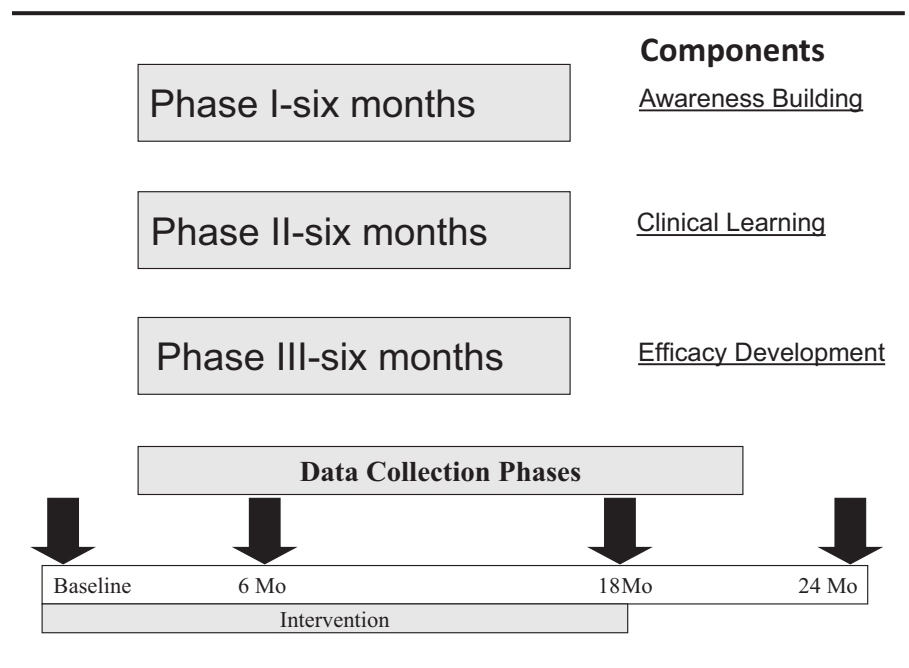 Components
Phase I-six months
Awareness Building
Phase II-six months
Clinical Learning
Phase III-six months
Efficacy Development
Data Collection Phases
Baseline 6 Mo 18Mo 24 Mo
Intervention